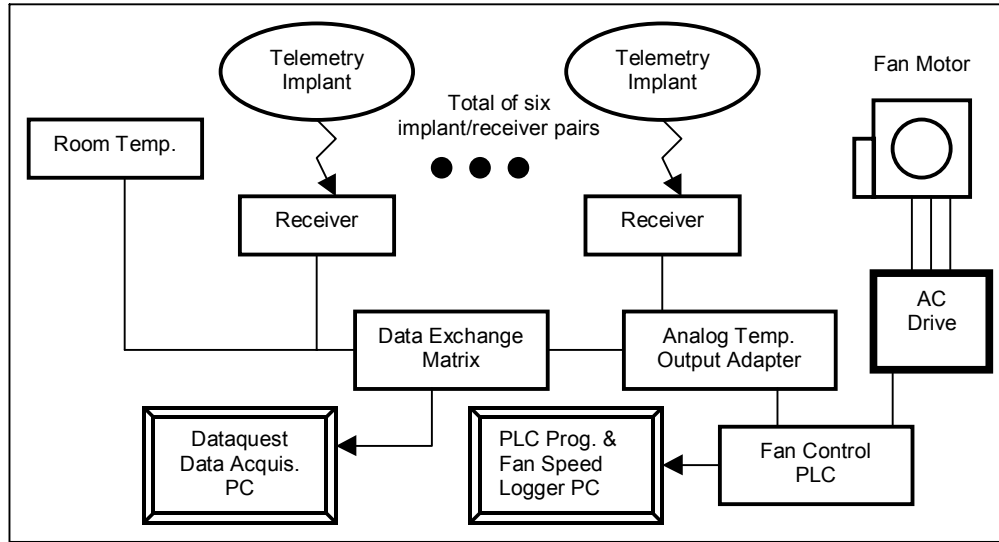 Telemetry
Implant
Telemetry
Implant
Fan Motor
Total of six
implant/receiver pairs
Room Temp.
Receiver
Receiver
AC
Drive
Data Exchange
Matrix
Analog Temp.
Output Adapter
Dataquest
Data Acquis.
PC
PLC Prog. &
Fan Speed
Logger PC
Fan Control
PLC